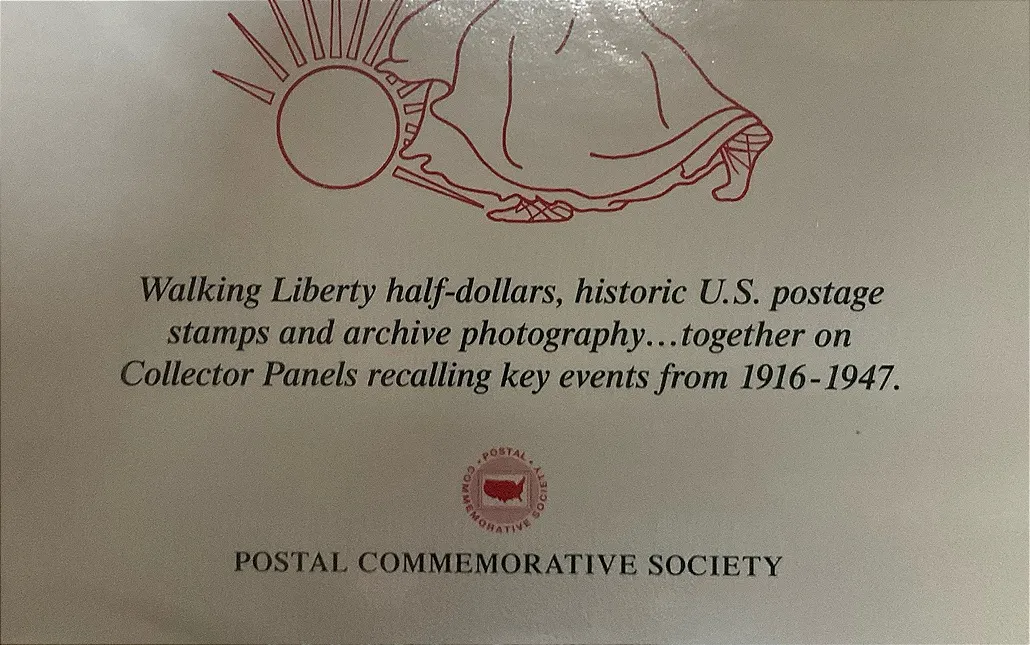 Walking Liberty half-dollars, historic U.S. postage
stamps and archive photography...together on
Collector Panels recalling key events from 1916-1947.
· POSTAL · COMMEMORATIVE SOCIETY
POSTAL COMMEMORATIVE SOCIETY